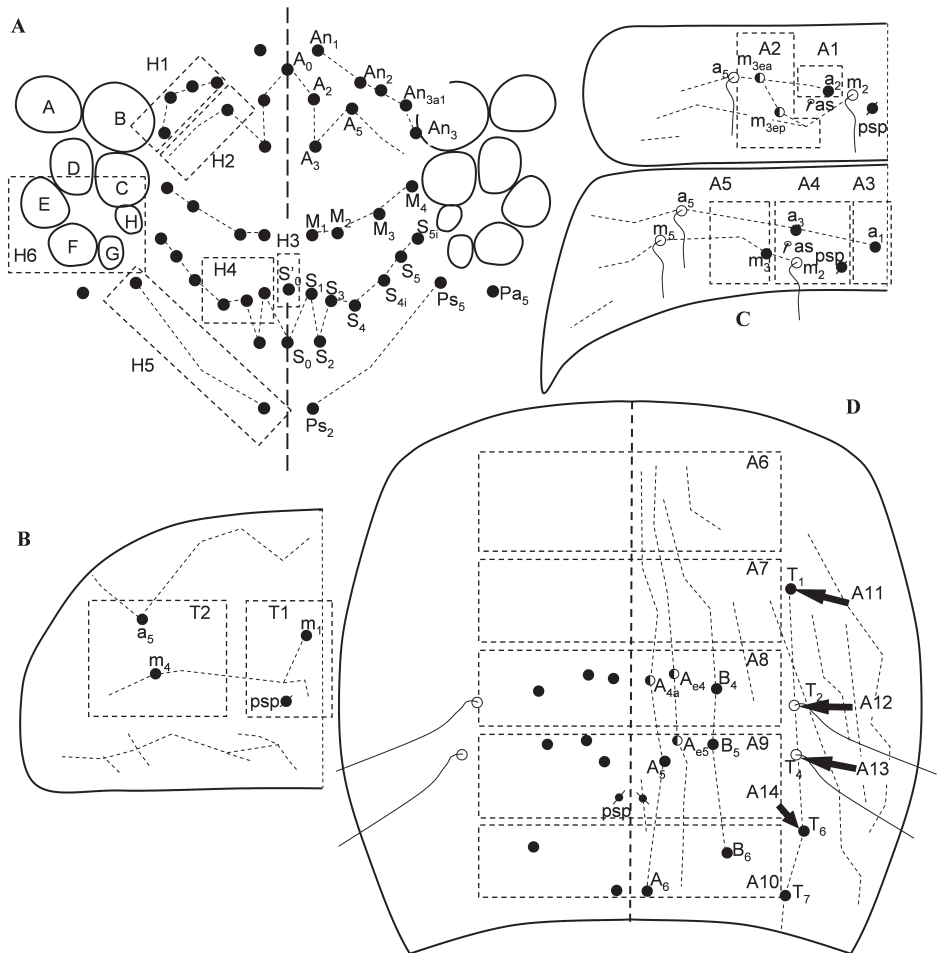 A
An1
A0
H1
An2
A2
An3a1
A
B
A5
An3
H2
A3
D
C
M4
E
H
M1 M2
M3
H3
S5i
F
G
H6
H4
S'0
S1 S3
S5
S4i
Ps5
Pa5
S4
H5
S0
S2
Ps2
A2
A1
m3ea
a5
a2
m2
as
m3ep
psp
A5
A4
A3
a5
a3
a1
m5
as
m3
m2
psp
C
B
T2
T1
a5
m1
m4
psp
D
A6
A7
T1
A11
A8
A4a
Ae4
B4
T2
A12
A9
Ae5
B5
A5
T4
A13
A14
psp
T6
B6
A6
A10
T7